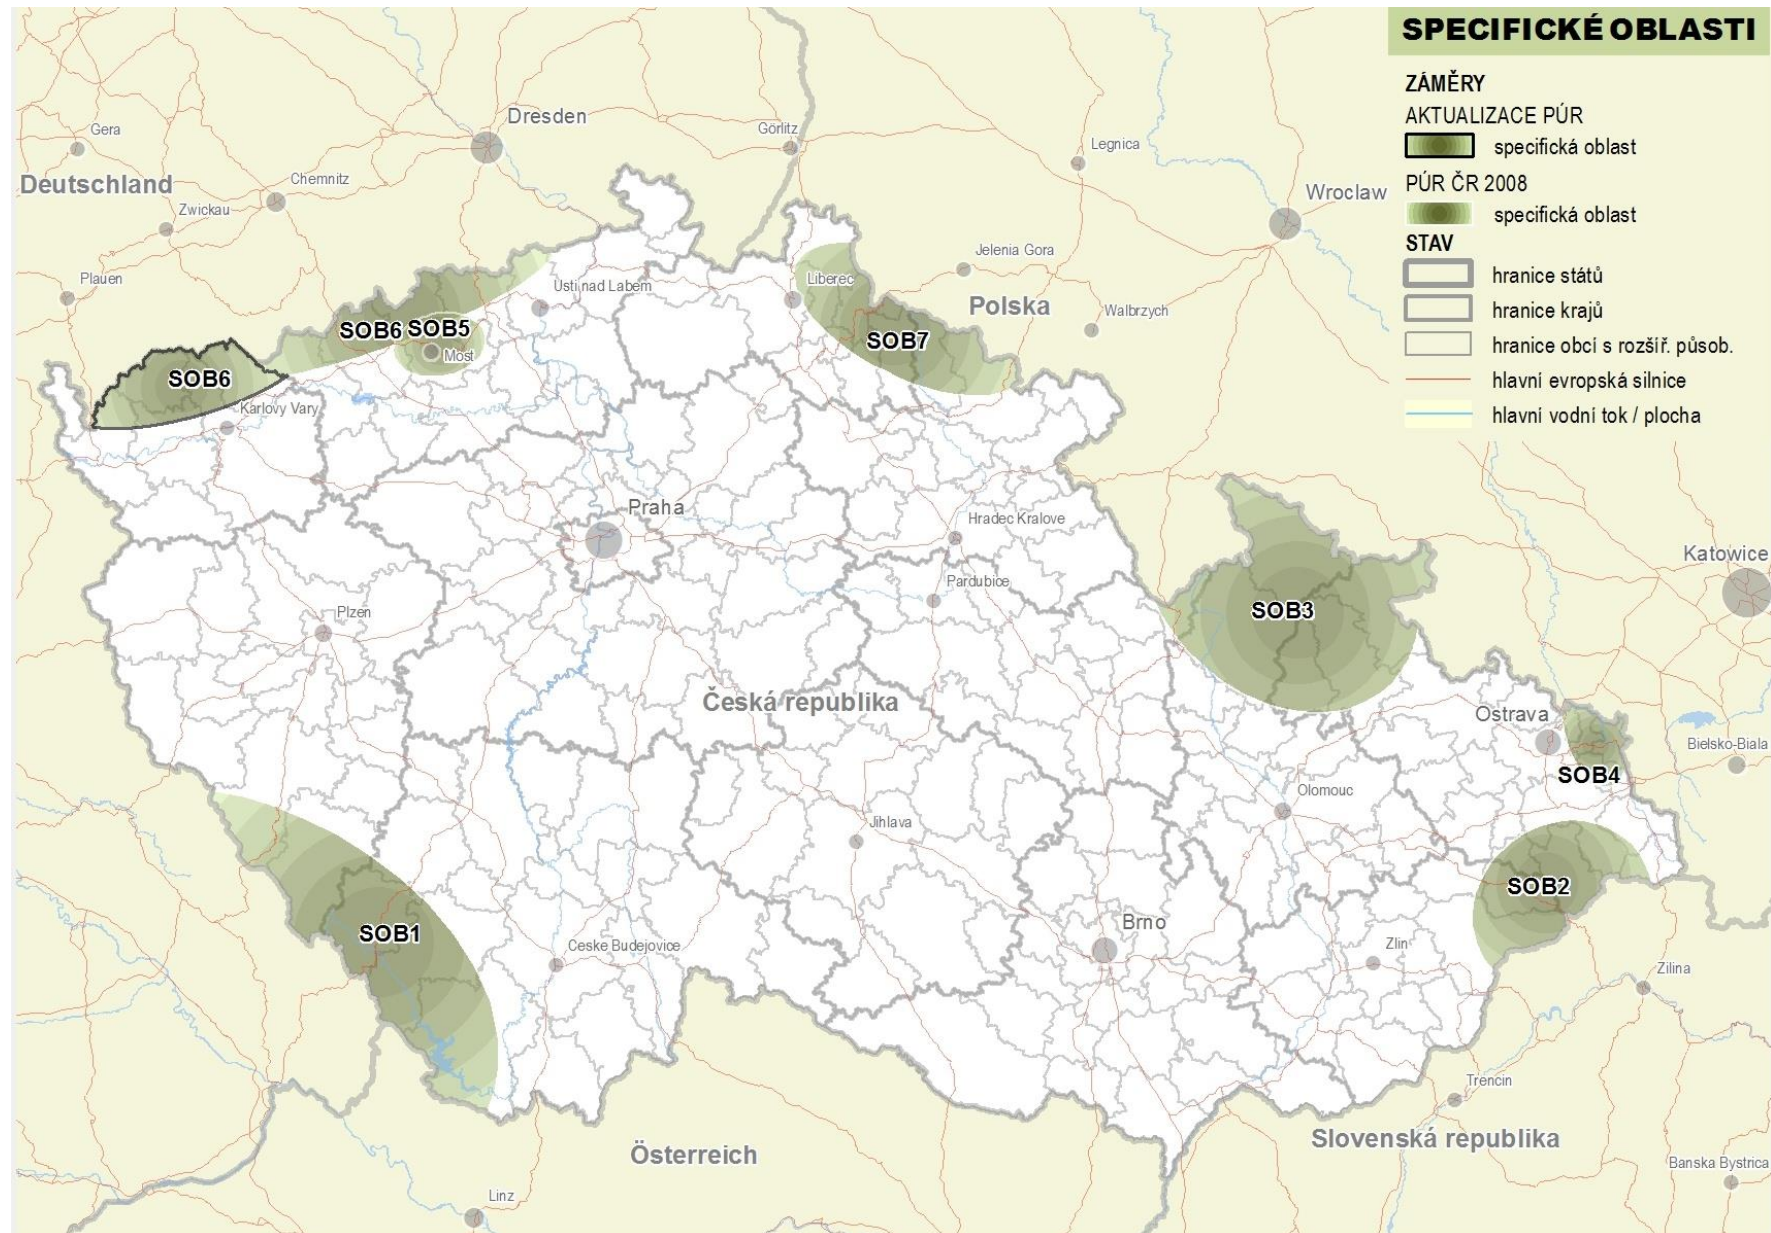 SPECIFICKÉ OBLASTI
ZÁMĚRY
AKTUALIZACE PÚR
specifická oblast
PÚR ČR 2008
specifická oblast
STAV
hranice států
hranice krajů
hranice obcí s rozšíř. působ.
hlavní evropská silnice
hlavní vodní tok / plocha
Dresden
Gera
Görlitz
Legnica
Deutschland
Chemnitz
Wroclaw
Zwickau
Jelenia Gora
Plauen
Liberec
Usti nad Labem
Polska
Walbrzych
SOB6
SOB5
SOB7
Most
SOB6
Karlovy Vary
Praha
Hradec Kralove
Katowice
Pardubice
Plzen
SOB3
Česká republika
Ostrava
Bielsko-Biala
SOB4
Olomouc
Jihlava
SOB2
SOB1
Brno
Ceske Budejovice
Zlin
Zilina
Trencin
Slovenská republika
Österreich
Banska Bystrica
Linz